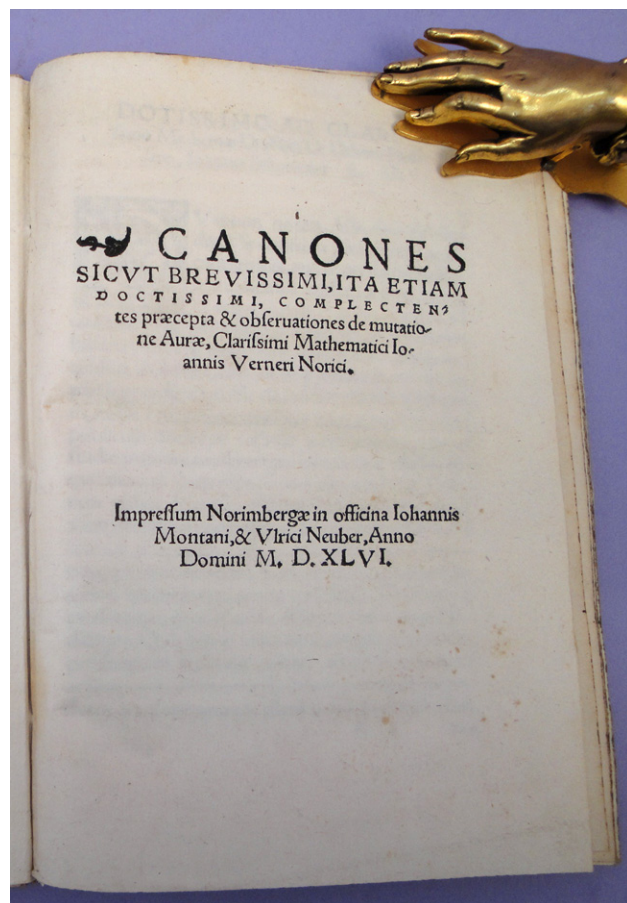 CANONES
SICVT BREVISSIMI, ITA ETIAM
DOCTISSIMI, COMPLECTEN⸗
tes præcepta & obſeruationes de mutatio⸗
ne Auræ, Clariſsimi Mathematici Io⸗
annis Verneri Norici.
Impreſſum Norimbergæ in officina Iohannis
Montani, & Vlrici Neuber, Anno
Domini M. D. XLVI.